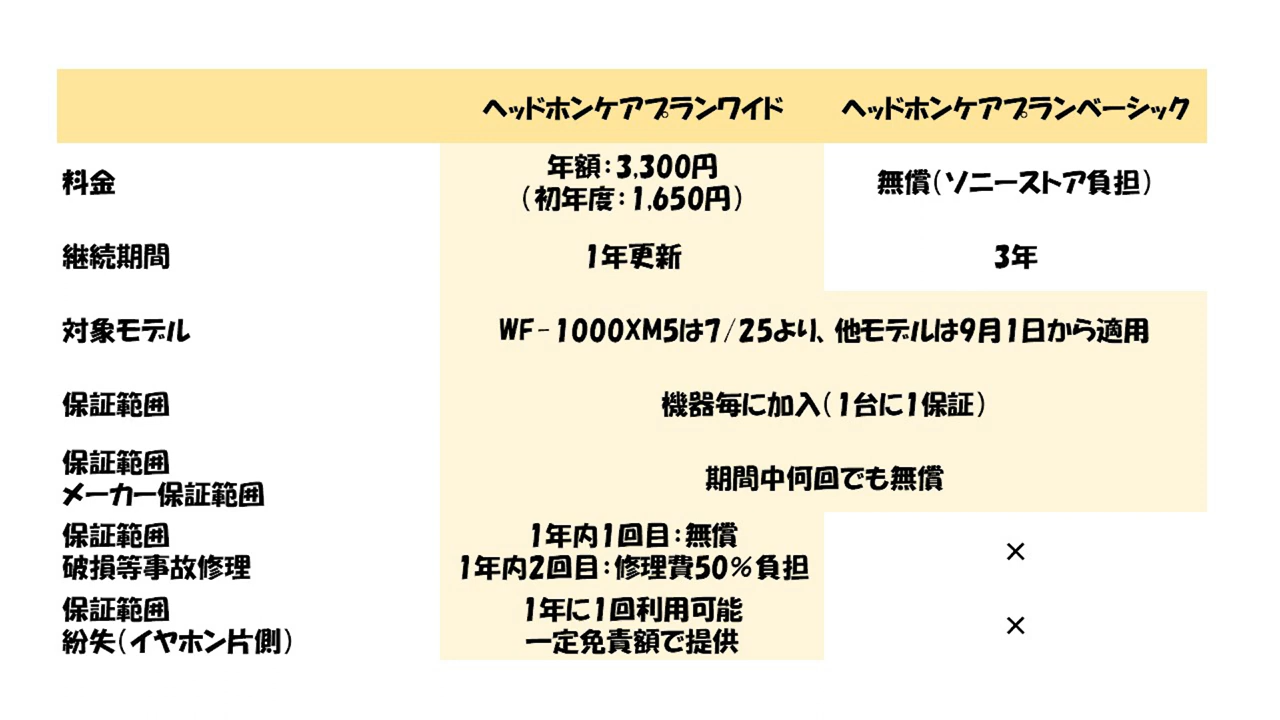 ヘッドホンケアプランワイド
ヘッドホンケアプランベーシック
料金
年額：3,300円
（初年度：1,650円）
無償（ソニーストア負担）
継続期間
1年更新
3年
対象モデル
WF-1000XM5は7/25より、他モデルは9月1日から適用
保証範囲
機器毎に加入（1台に1保証）
保証範囲
メーカー保証範囲
期間中何回でも無償
保証範囲
破損等事故修理
1年内1回目：無償
1年内2回目：修理費50%負担
×
保証範囲
紛失（イヤホン片側）
1年に1回利用可能
一定免責額で提供
×